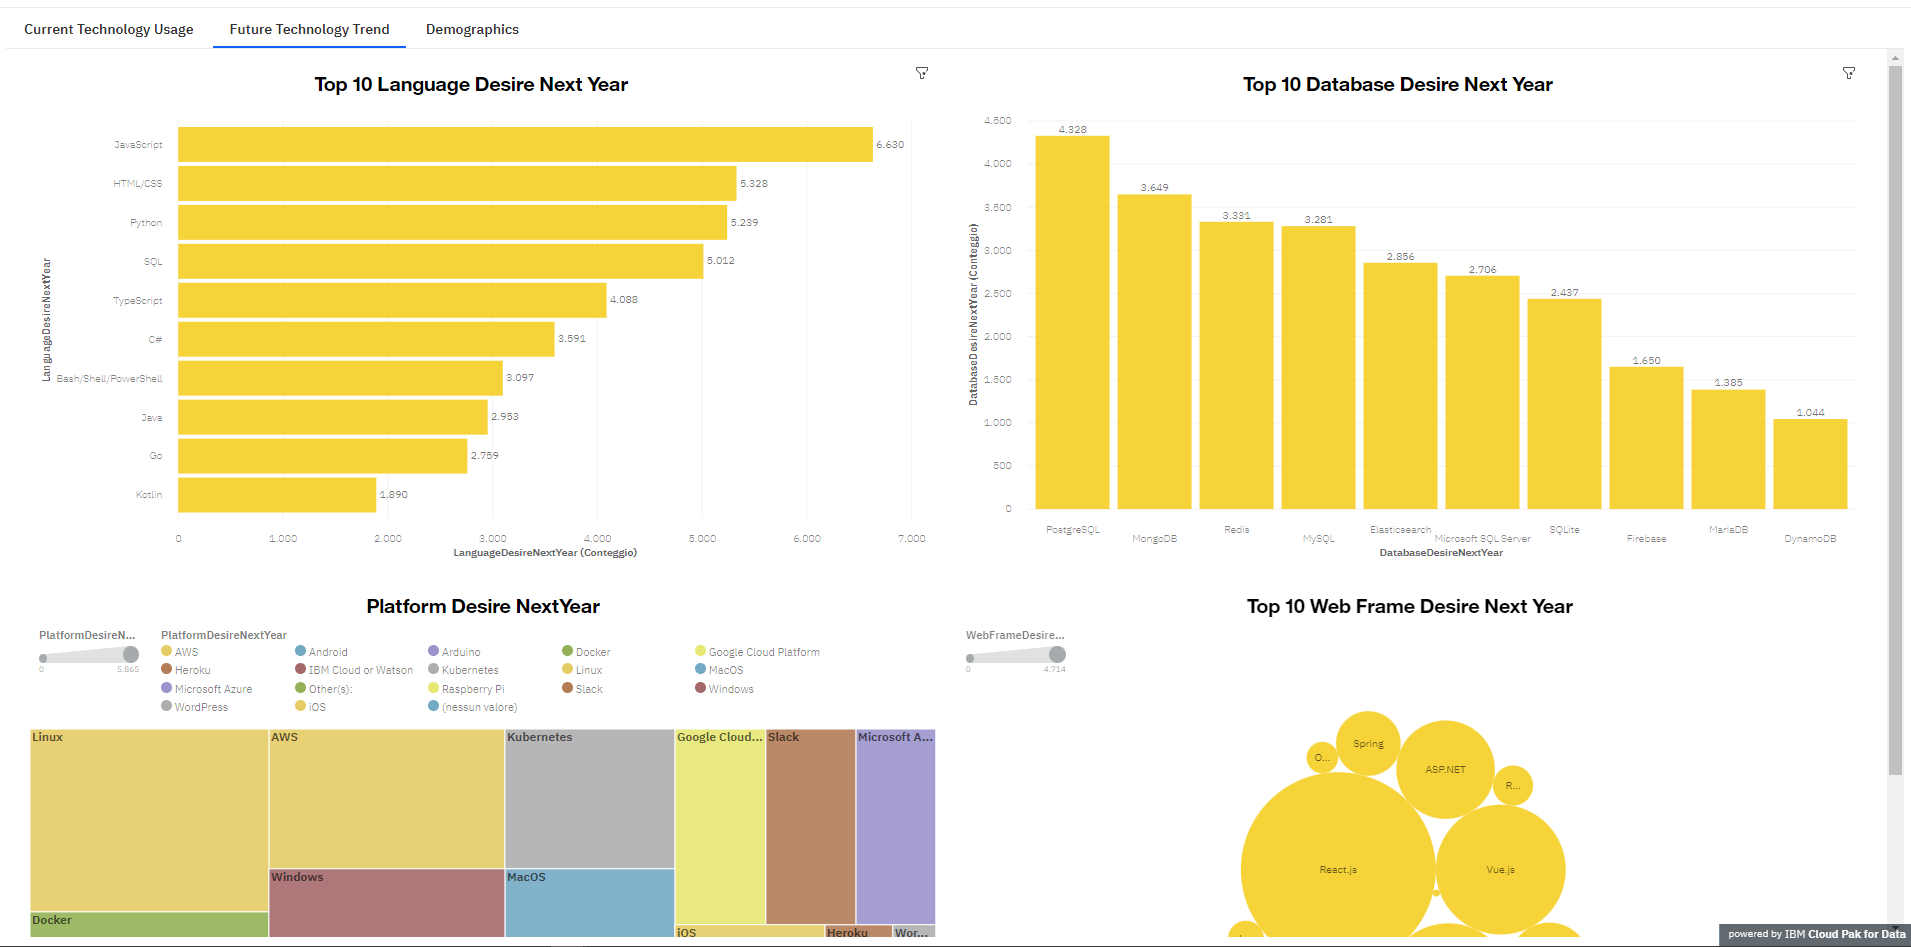 Current Technology Usage
Future Technology Trend
Demographics
Top 10 Language Desire Next Year
LanguageDesireNextYear
JavaScript
6.630
HTML/CSS
5.328
Python
5.239
SQL
5.012
TypeScript
4.088
C#
3.591
Bash/Shell/PowerShell
3.097
Java
2.953
Go
2.759
Kotlin
1.890
0 1.000 2.000 3.000 4.000 5.000 6.000 7.000
LanguageDesireNextYear (Conteggio)
Top 10 Database Desire Next Year
DatabaseDesireNextYear (Conteggio)
4.500
4.000
3.500
3.000
2.500
2.000
1.500
1.000
500
0
4.328
3.649
3.331
3.281
2.856
2.706
2.437
1.650
1.385
1.044
PostgreSQL
MongoDB
Redis
MySQL
Elasticsearch
Microsoft SQL Server
SQLite
Firebase
MariaDB
DynamoDB
DatabaseDesireNextYear
Platform Desire NextYear
PlatformDesireN...
0 5.865
PlatformDesireNextYear
AWS
Android
Arduino
Docker
Google Cloud Platform
Heroku
IBM Cloud or Watson
Kubernetes
Linux
MacOS
Microsoft Azure
Other(s):
Raspberry Pi
Slack
Windows
WordPress
iOS
(nessun valore)
Linux
AWS
Kubernetes
Google Cloud...
Slack
Microsoft A...
Windows
MacOS
Docker
iOS
Heroku
Wor...
Top 10 Web Frame Desire Next Year
WebFrameDesire...
0 4.714
Spring
O...
ASP.NET
R...
React.js
Vue.js
powered by IBM Cloud Pak for Data